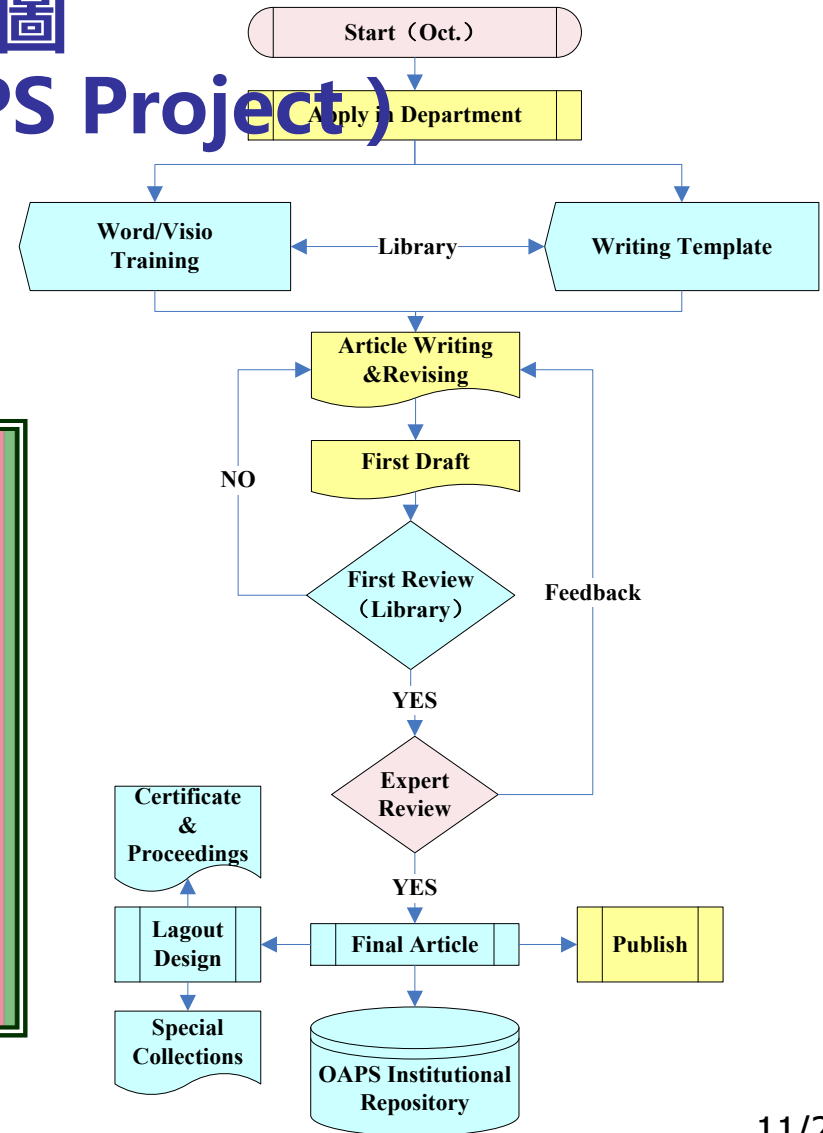 圖
PS Project）
Start（Oct.）
Apply in Department
Word/Visio
Training
Library
Writing Template
Article Writing
&Revising
First Draft
NO
First Review
（Library）
Feedback
YES
Expert
Review
Certificate
&
Proceedings
YES
Lagout
Design
Final Article
Publish
Special
Collections
OAPS Institutional
Repository
11/2